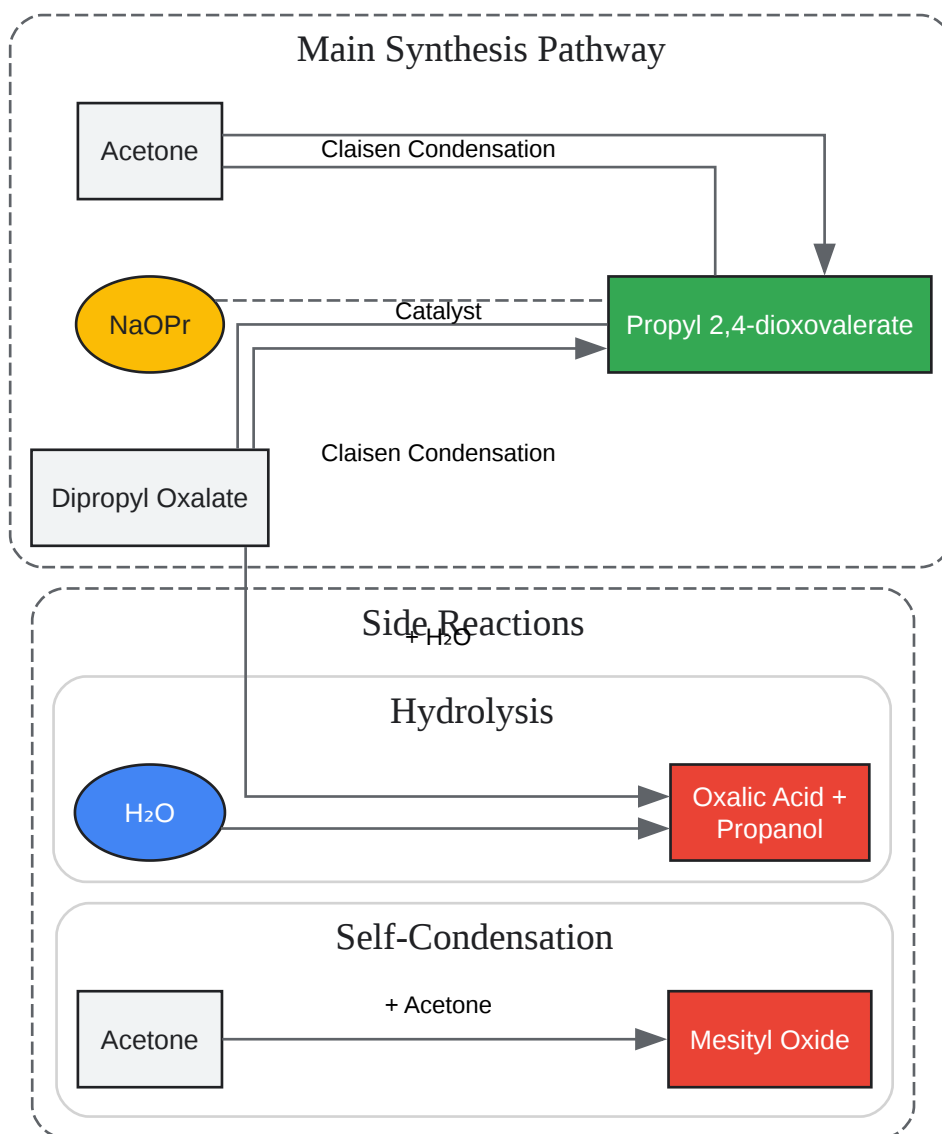 Main Synthesis Pathway
Acetone
Claisen Condensation
NaOPr
Catalyst
Propyl 2,4-dioxovalerate
Claisen Condensation
Dipropyl Oxalate
Side Reactions
+ H₂O
Hydrolysis
H₂O
Oxalic Acid +
Propanol
Self-Condensation
+ Acetone
Acetone
Mesityl Oxide